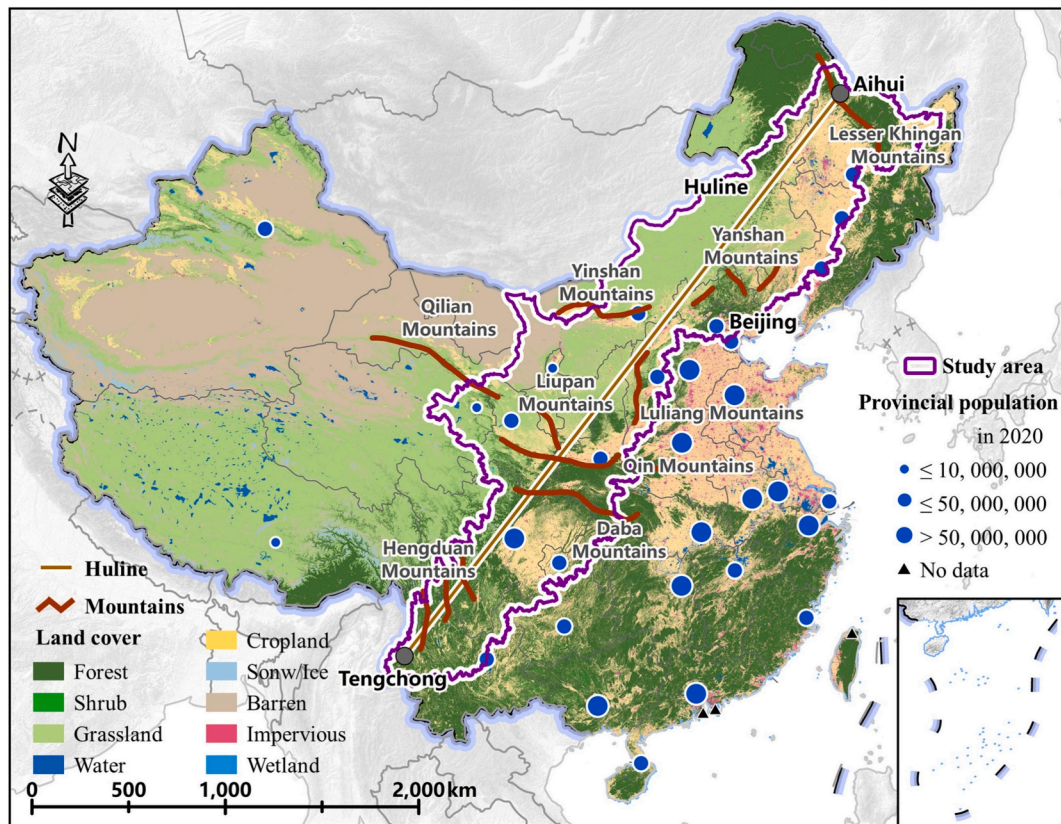 N
Aihui
Lesser Khingan
Mountains
Huline
Yanshan
Mountains
Yinshan
Mountains
Qilian
Mountains
Beijing
Liupan
Mountains
Luliang Mountains
Qin Mountains
Daba
Mountains
Hengduan
Mountains
Tengchong
Study area
Provincial population
in 2020
≤ 10, 000, 000
≤ 50, 000, 000
> 50, 000, 000
No data
Huline
Mountains
Land cover
Forest
Shrub
Grassland
Water
Cropland
Sonw/Ice
Barren
Impervious
Wetland
0 500 1,000 2,000 km